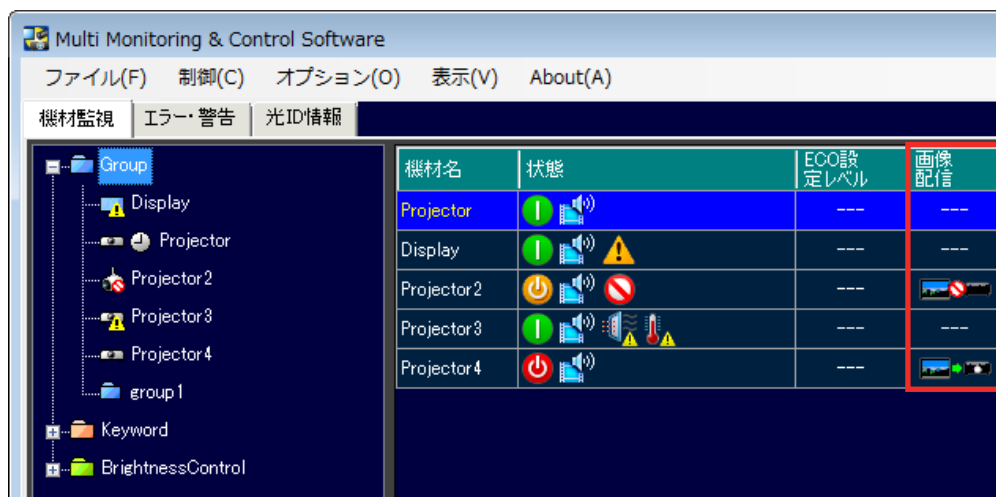 Multi Monitoring & Control Software
ファイル(F) 制御(C) オプション(O) 表示(V) About(A)
機材監視 エラー・警告 光ID情報
Group
Display
Projector
Projector2
Projector3
Projector4
group1
Keyword
BrightnessControl
機材名 状態 ECO設定レベル 画像配信
Projector --- ---
Display --- ---
Projector2 ---
Projector3 --- ---
Projector4 ---